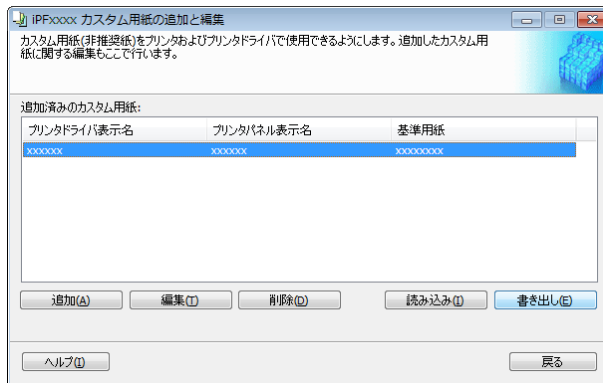 iPFxxxx カスタム用紙の追加と編集
カスタム用紙(非推奨紙)をプリンタおよびプリンタドライバで使用できるようにします。追加したカスタム用
紙に関する編集もここで行います。
追加済みのカスタム用紙:
プリンタドライバ表示名 プリンタパネル表示名 基準用紙
xxxxxx xxxxxx xxxxxxxx
追加(A) 編集(T) 削除(D) 読み込み(I) 書き出し(E)
ヘルプ(I) 戻る